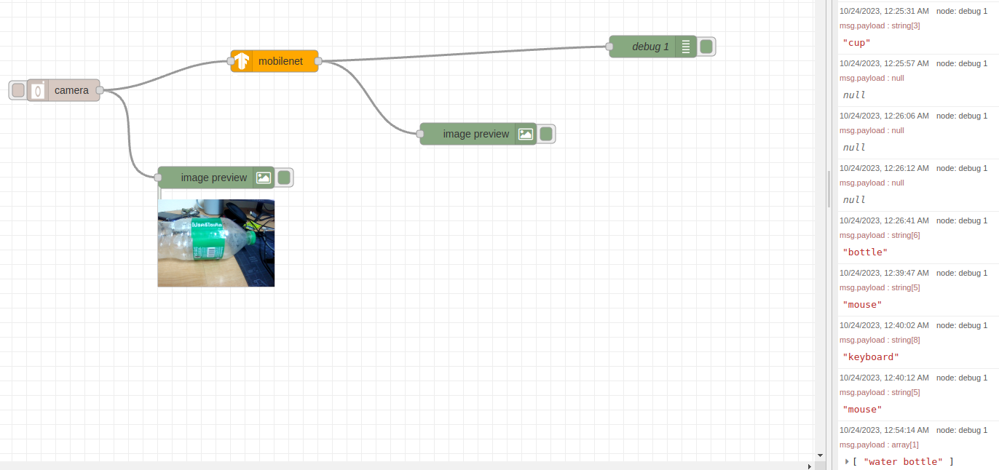 camera
mobilenet
debug 1
image preview
image preview
10/24/2023, 12:25:31 AM node: debug 1
msg.payload : string[3]
"cup"
10/24/2023, 12:25:57 AM node: debug 1
msg.payload : null
null
10/24/2023, 12:26:06 AM node: debug 1
msg.payload : null
null
10/24/2023, 12:26:12 AM node: debug 1
msg.payload : null
null
10/24/2023, 12:26:41 AM node: debug 1
msg.payload : string[6]
"bottle"
10/24/2023, 12:39:47 AM node: debug 1
msg.payload : string[5]
"mouse"
10/24/2023, 12:40:02 AM node: debug 1
msg.payload : string[8]
"keyboard"
10/24/2023, 12:40:12 AM node: debug 1
msg.payload : string[5]
"mouse"
10/24/2023, 12:54:14 AM node: debug 1
msg.payload : array[1]
[ "water bottle" ]